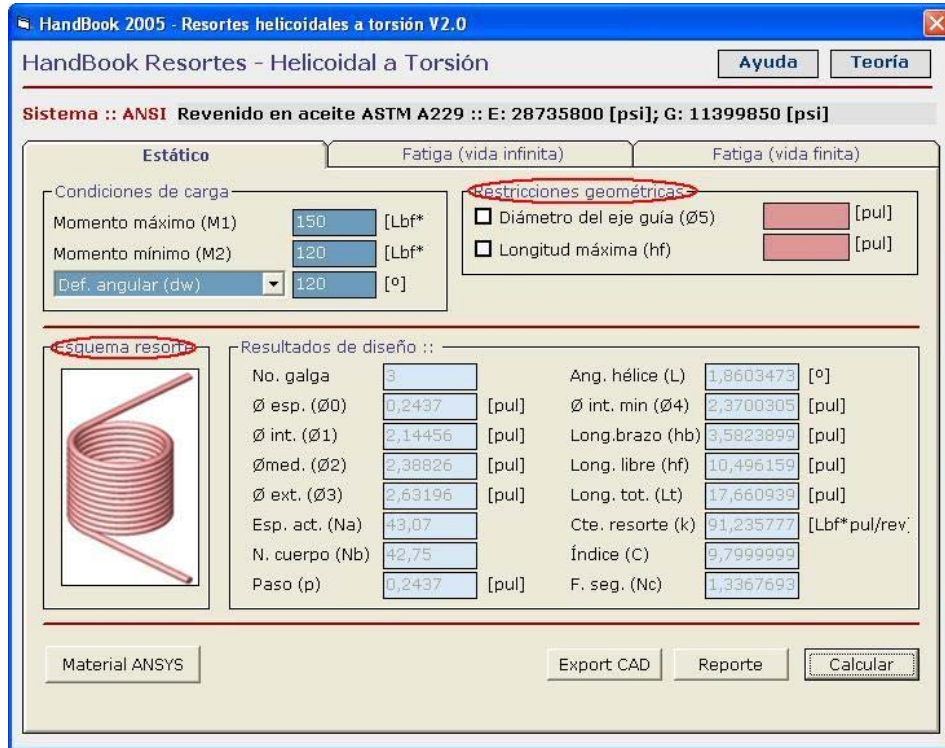 HandBook 2005 - Resortes helicoidales a torsión V2.0
HandBook Resortes - Helicoidal a Torsión
Ayuda
Teoría
Sistema :: ANSI Revenido en aceite ASTM A229 :: E: 28735800 [psi]; G: 11399850 [psi]
Estático
Fatiga (vida infinita)
Fatiga (vida finita)
Condiciones de carga
Momento máximo (M1) 150 [Lbf*
Momento mínimo (M2) 120 [Lbf*
Def. angular (dw) 120 [º]
Restricciones geométricas
Diámetro del eje guía (Ø5) [pul]
Longitud máxima (hf) [pul]
Esquema resorte
Resultados de diseño ::
No. galga 3
Ø esp. (Ø0) 0,2437 [pul]
Ø int. (Ø1) 2,14456 [pul]
Ømed. (Ø2) 2,38826 [pul]
Ø ext. (Ø3) 2,63196 [pul]
Esp. act. (Na) 43,07
N. cuerpo (Nb) 42,75
Paso (p) 0,2437 [pul]
Ang. hélice (L) 1,8603473 [º]
Ø int. min (Ø4) 2,3700305 [pul]
Long.brazo (hb) 3,5823899 [pul]
Long. libre (hf) 10,496159 [pul]
Long. tot. (Lt) 17,660939 [pul]
Cte. resorte (k) 91,235777 [Lbf*pul/rev]
Índice (C) 9,7999999
F. seg. (Nc) 1,3367693
Material ANSYS
Export CAD
Reporte
Calcular